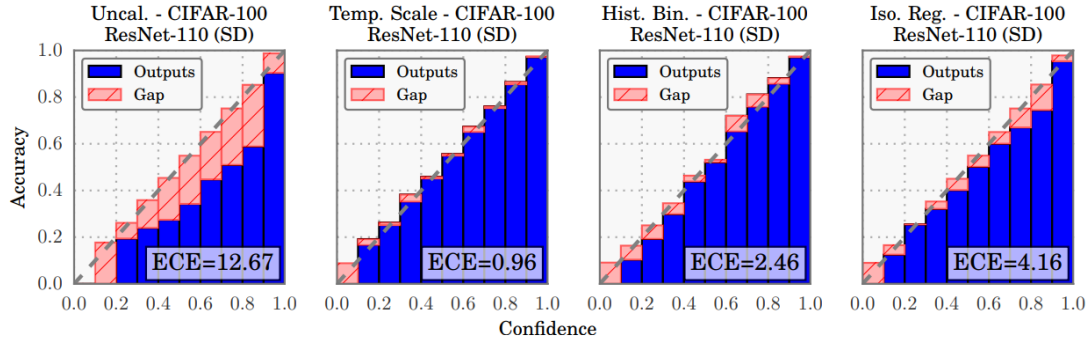 Uncal. - CIFAR-100
ResNet-110 (SD)
Temp. Scale - CIFAR-100
ResNet-110 (SD)
Hist. Bin. - CIFAR-100
ResNet-110 (SD)
Iso. Reg. - CIFAR-100
ResNet-110 (SD)
Accuracy
1.0
0.8
0.6
0.4
0.2
0.0
Outputs
Gap
ECE=12.67
0.0 0.2 0.4 0.6 0.8 1.0
Outputs
Gap
ECE=0.96
0.0 0.2 0.4 0.6 0.8 1.0
Outputs
Gap
ECE=2.46
0.0 0.2 0.4 0.6 0.8 1.0
Outputs
Gap
ECE=4.16
0.0 0.2 0.4 0.6 0.8 1.0
Confidence